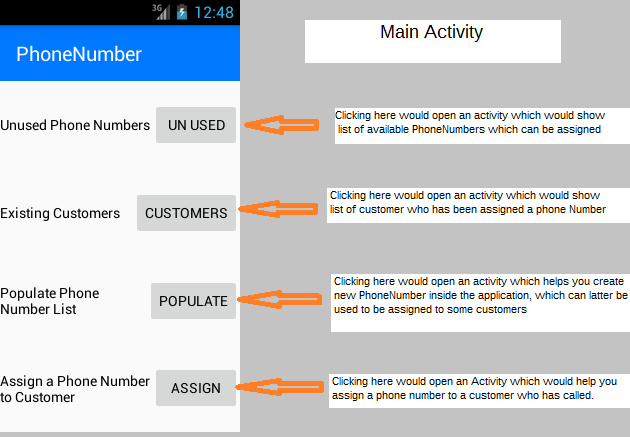 3G 12:48
Main Activity
PhoneNumber
Unused Phone Numbers
UN USED
Clicking here would open an activity which would show
list of available PhoneNumbers which can be assigned
Existing Customers
CUSTOMERS
Clicking here would open an activity which would show
list of customer who has been assigned a phone Number
Populate Phone
Number List
POPULATE
Clicking here would open an activity which helps you create
new PhoneNumber inside the application, which can latter be
used to be assigned to some customers
Assign a Phone Number
to Customer
ASSIGN
Clicking here would open an Activity which would help you
assign a phone number to a customer who has called.